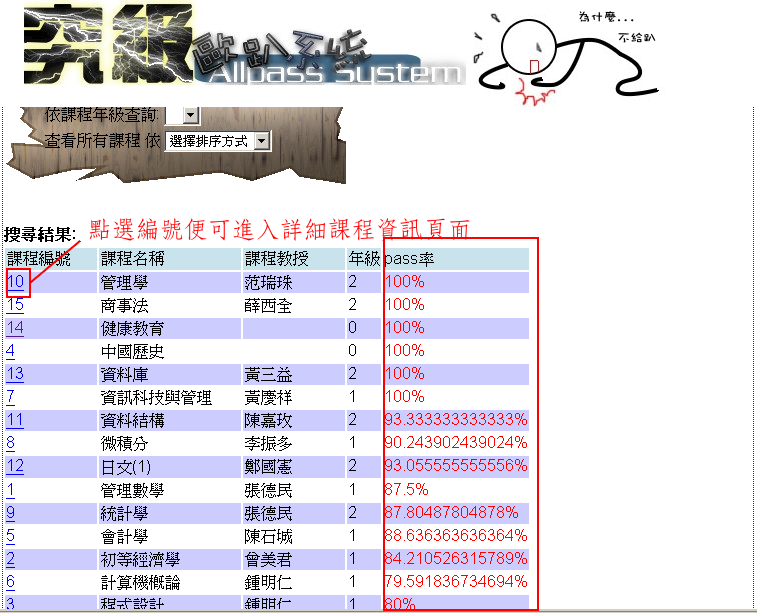 究級
歐趴系統
Allpass System
為什麼...
不給趴
依課程年級查詢
查看所有課程 依 選擇排序方式
點選編號便可進入詳細課程資訊頁面
搜尋結果:
課程編號 課程名稱 課程教授 年級 pass率
10 管理學 范瑞珠 2 100%
15 商事法 薛西全 2 100%
14 健康教育 0 100%
4 中國歷史 0 100%
13 資料庫 黃三益 2 100%
7 資訊科技與管理 黃慶祥 1 100%
11 資料結構 陳嘉玫 2 93.333333333333%
8 微積分 李振多 1 90.243902439024%
12 日文(1) 鄭國憲 2 93.055555555556%
1 管理數學 張德民 1 87.5%
9 統計學 張德民 2 87.80487804878%
5 會計學 陳石城 1 88.636363636364%
2 初等經濟學 曾美君 1 84.210526315789%
6 計算機概論 鍾明仁 1 79.591836734694%
3 程式設計 鍾明仁 1 80%